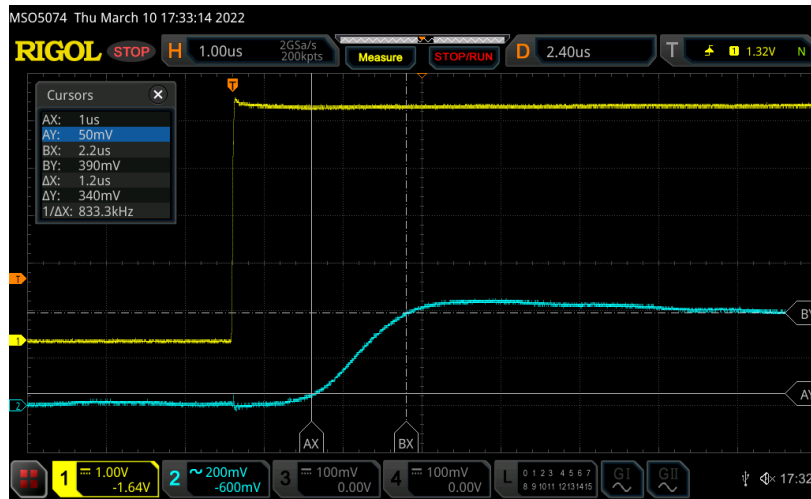 MSO5074 Thu March 10 17:33:14 2022
RIGOL STOP H 1.00us 2GSa/s 200kpts Measure STOP/RUN D 2.40us T 1 1.32V N
Cursors X
AX: 1us
AY: 50mV
BX: 2.2us
BY: 390mV
ΔX: 1.2us
ΔY: 340mV
1/ΔX: 833.3kHz
T
T
BY
1
AY
2
AX BX
1 1.00V -1.64V 2 200mV -600mV 3 100mV 0.00V 4 100mV 0.00V L 0 1 2 3 4 5 6 7 8 9 10 11 12 13 14 15 GI GII 17:33